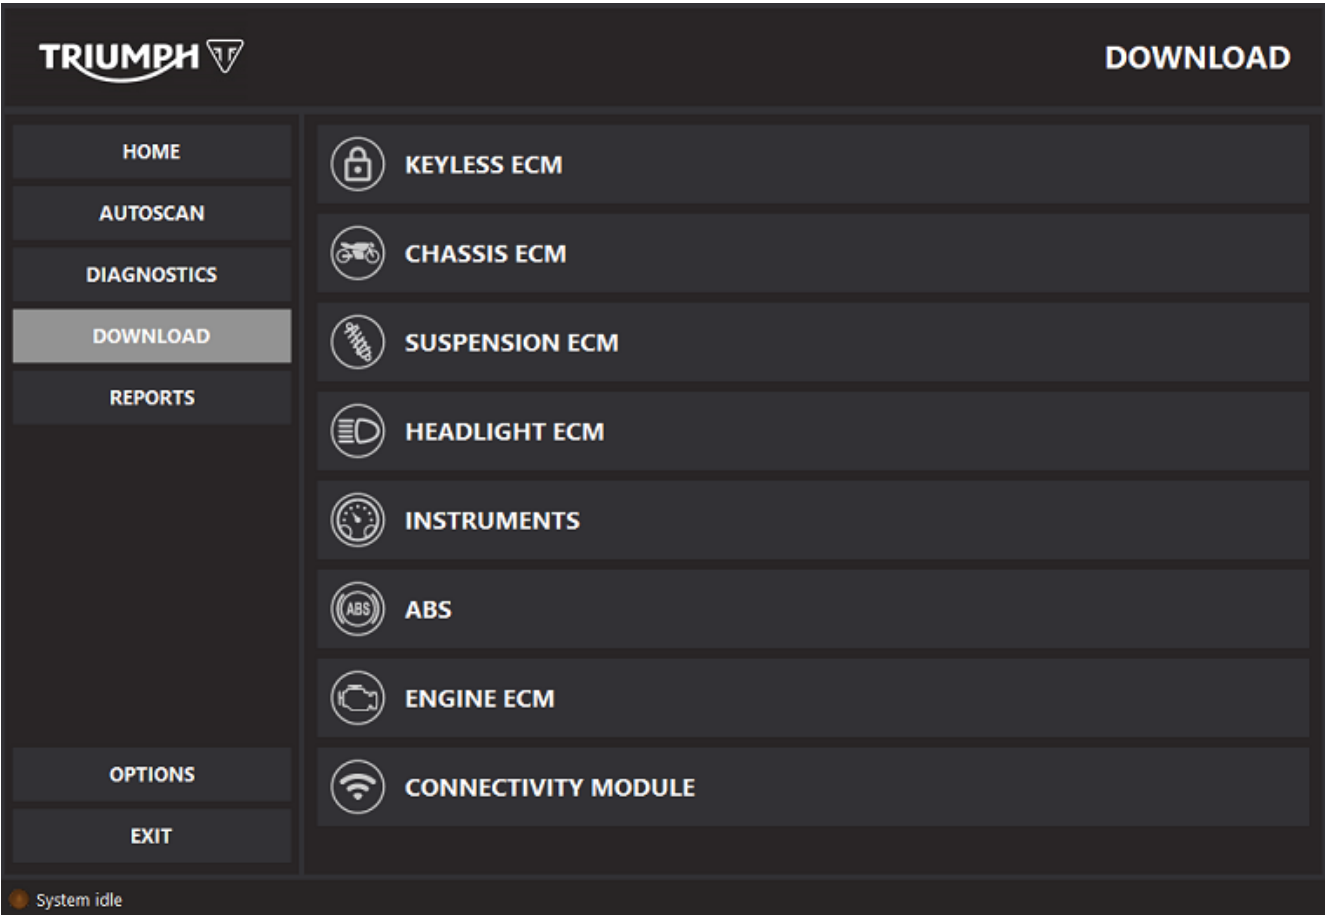 TRIUMPH
DOWNLOAD
HOME
AUTOSCAN
DIAGNOSTICS
DOWNLOAD
REPORTS
OPTIONS
EXIT
KEYLESS ECM
CHASSIS ECM
SUSPENSION ECM
HEADLIGHT ECM
INSTRUMENTS
ABS
ABS
ENGINE ECM
CONNECTIVITY MODULE
System idle